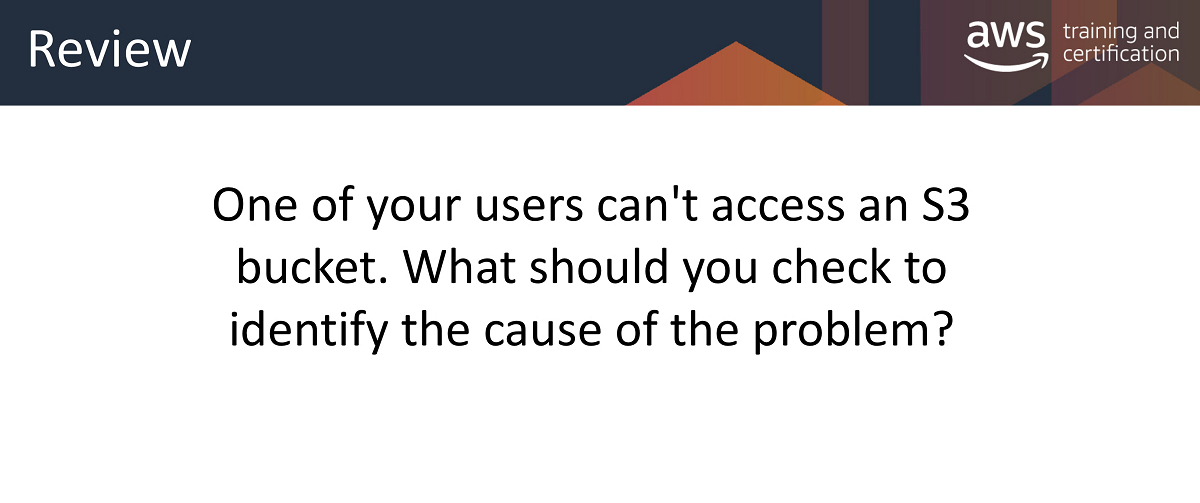 Review
aws training and
certification
One of your users can't access an S3
bucket. What should you check to
identify the cause of the problem?